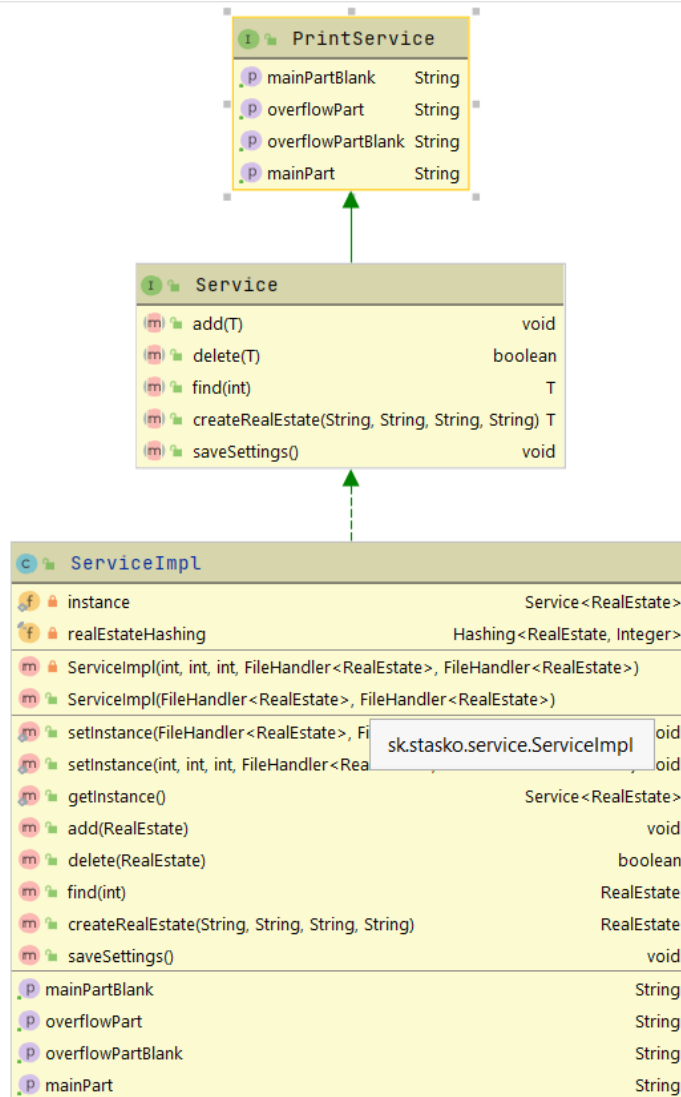 I PrintService
p mainPartBlank String
p overflowPart String
p overflowPartBlank String
p mainPart String
I Service
m add(T) void
m delete(T) boolean
m find(int) T
m createRealEstate(String, String, String, String) T
m saveSettings() void
C ServiceImpl
f instance Service<RealEstate>
f realEstateHashing Hashing<RealEstate, Integer>
m ServiceImpl(int, int, int, FileHandler<RealEstate>, FileHandler<RealEstate>)
m ServiceImpl(FileHandler<RealEstate>, FileHandler<RealEstate>)
m setInstance(FileHandler<RealEstate>, Fi oid
sk.stasko.service.ServiceImpl
m setInstance(int, int, int, FileHandler<Rea oid
m getInstance() Service<RealEstate>
m add(RealEstate) void
m delete(RealEstate) boolean
m find(int) RealEstate
m createRealEstate(String, String, String, String) RealEstate
m saveSettings() void
p mainPartBlank String
p overflowPart String
p overflowPartBlank String
p mainPart String